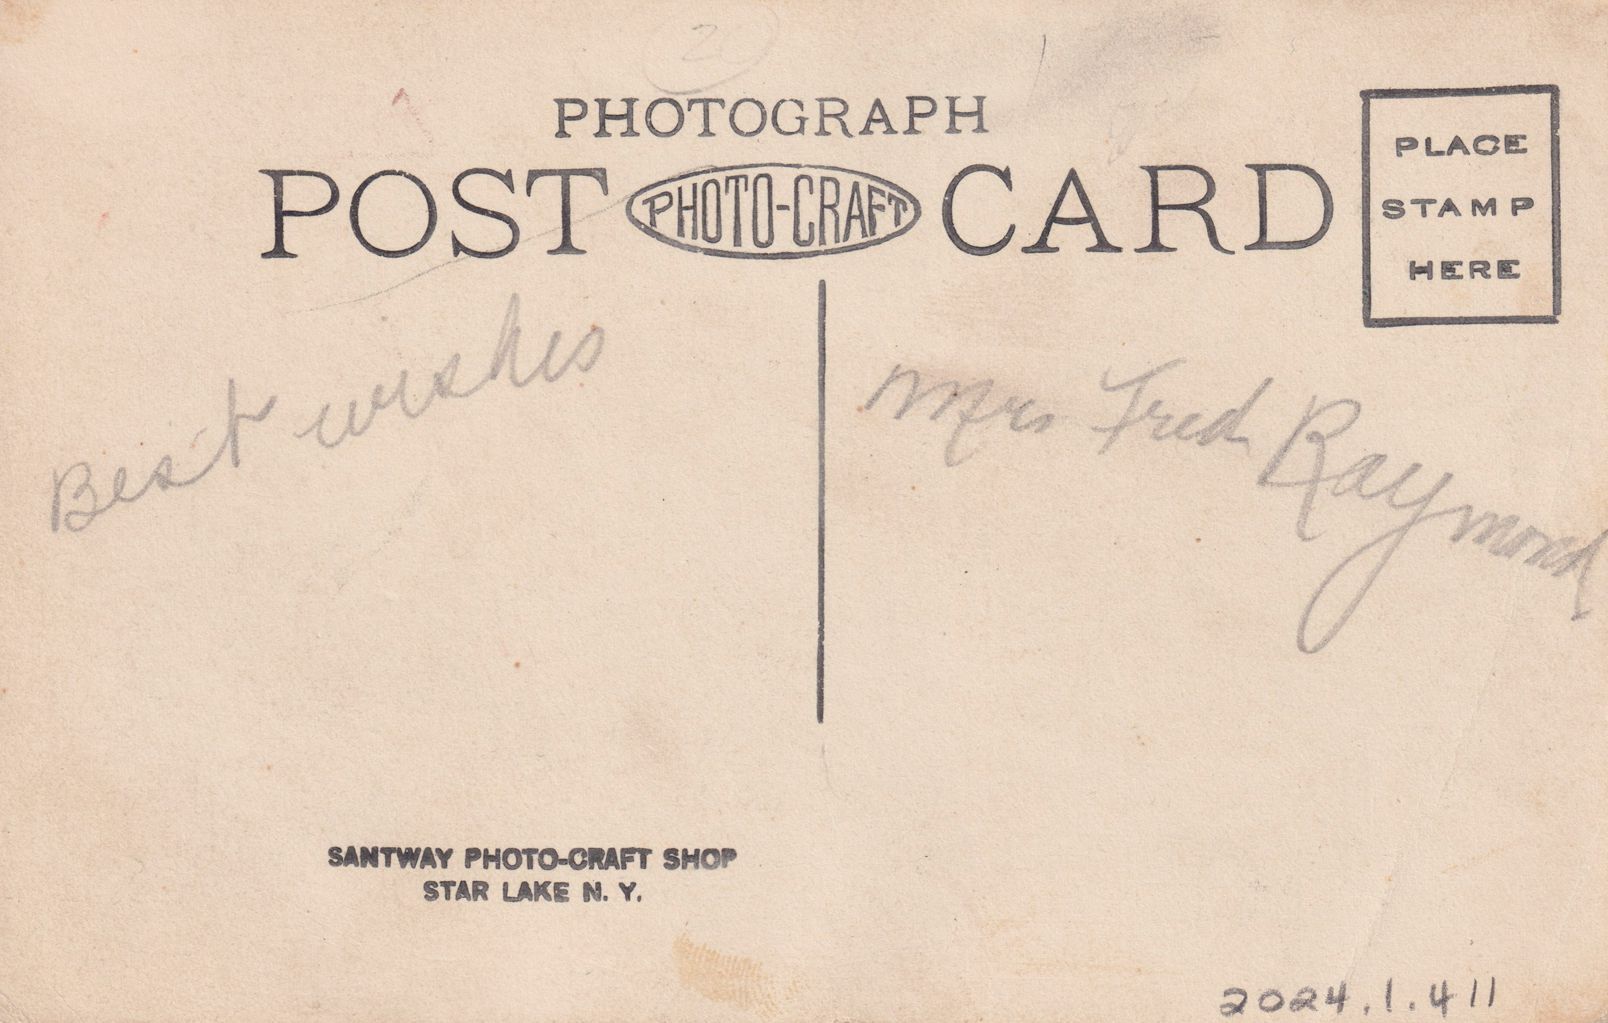 2
PHOTOGRAPH
POST PHOTO-CRAFT CARD
PLACE
STAMP
HERE
Best wishes
Mrs Fred Raymond
SANTWAY PHOTO-CRAFT SHOP
STAR LAKE N. Y.
2024.1.411